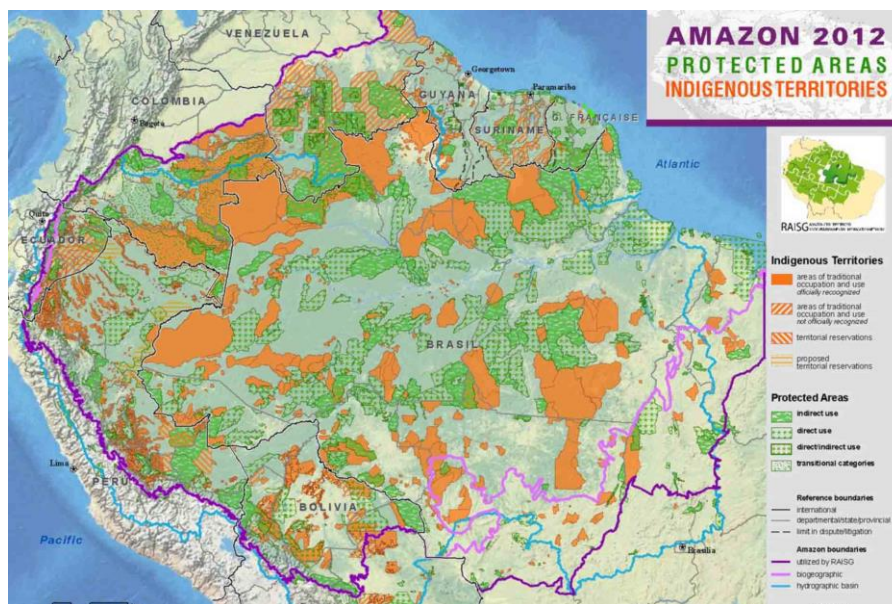 AMAZON 2012
PROTECTED AREAS
INDIGENOUS TERRITORIES
VENEZUELA
Georgetown
Paramaribo
GUYANA
COLOMBIA
Bogotá
SURINAME
G. FRANÇAISE
Atlantic
Quito
ECUADOR
BRASIL
Lima
PERU
BOLIVIA
Pacific
Brasília
RAISG
Indigenous Territories
areas of traditional
occupation and use
officially recognized
areas of traditional
occupation and use
not officially recognized
territorial reservations
proposed
territorial reservations
Protected Areas
indirect use
direct use
direct/indirect use
transitional categories
Reference boundaries
international
departmental/state/provincial
limit in dispute/litigation
Amazon boundaries
utilized by RAISG
biogeographic
hydrographic basin